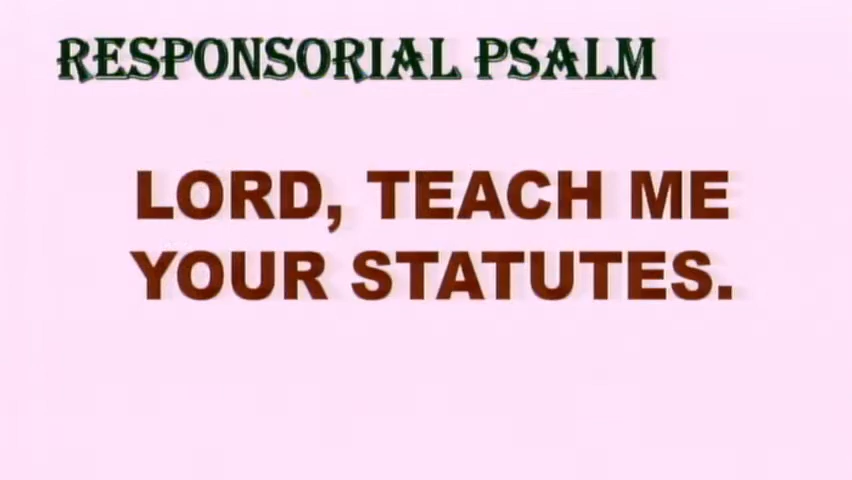 RESPONSORIAL PSALM
LORD, TEACH ME
YOUR STATUTES.